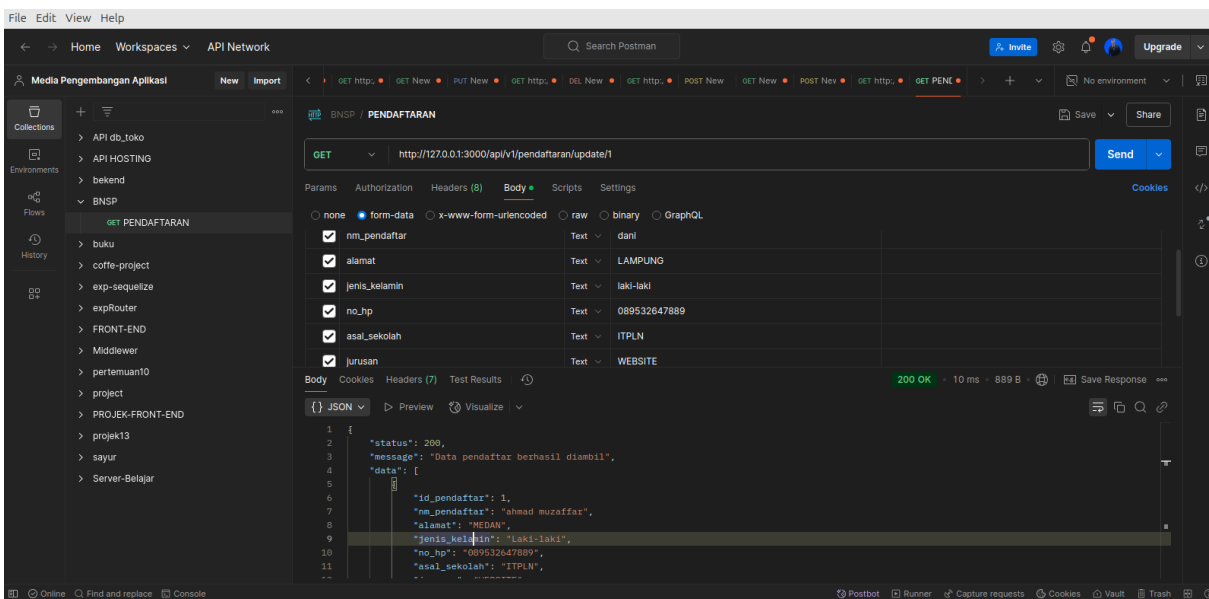 File Edit View Help
Home Workspaces API Network Search Postman Invite Upgrade
Media Pengembangan Aplikasi New Import GET http:, GET New PUT New GET http:, DEL New GET http:, POST New GET New POST Nev GET http:, GET PEND No environment
Collections
Environments
Flows
History
API db_toko
API HOSTING
bekend
BNSP
GET PENDAFTARAN
buku
coffe-project
exp-sequelize
expRouter
FRONT-END
Middlewer
pertemuan10
project
PROJEK-FRONT-END
projek13
sayur
Server-Belajar
HTTP BNSP / PENDAFTARAN Save Share
GET http://127.0.0.1:3000/api/v1/pendaftaran/update/1 Send
Params Authorization Headers (8) Body Scripts Settings Cookies
none form-data x-www-form-urlencoded raw binary GraphQL
nm_pendaftar Text dani
alamat Text LAMPUNG
jenis_kelamin Text laki-laki
no_hp Text 089532647889
asal_sekolah Text ITPLN
jurusan Text WEBSITE
Body Cookies Headers (7) Test Results 200 OK 10 ms 889 B Save Response
{} JSON Preview Visualize
1 {
2 "status": 200,
3 "message": "Data pendaftar berhasil diambil",
4 "data": [
5 {
6 "id_pendaftar": 1,
7 "nm_pendaftar": "ahmad muzaffar",
8 "alamat": "MEDAN",
9 "jenis_kelamin": "Laki-laki",
10 "no_hp": "089532647889",
11 "asal_sekolah": "ITPLN",
Online Find and replace Console Postbot Runner Capture requests Cookies Vault Trash